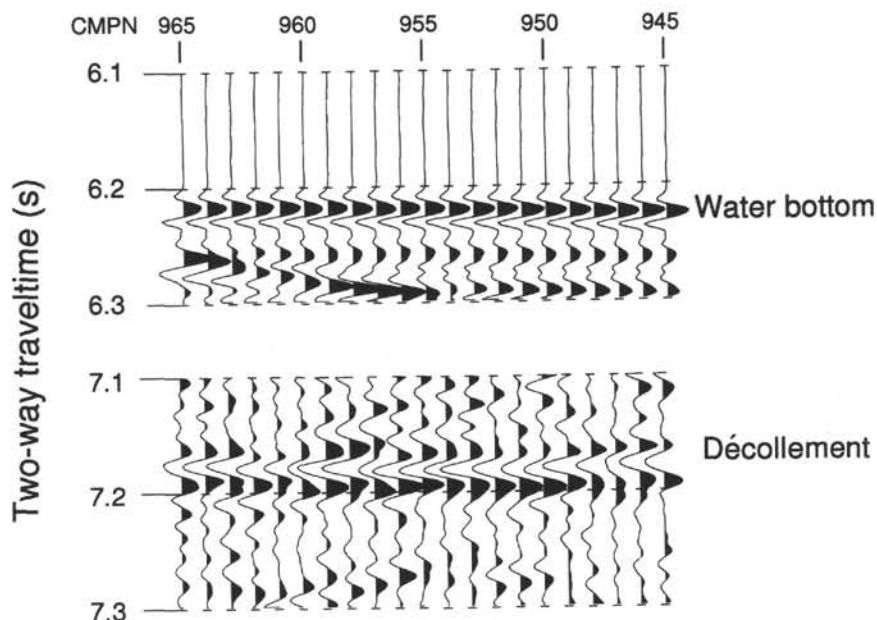 CMPN 965 960 955 950 945
6.1
6.2
Water bottom
6.3
Two-way traveltime (s)
7.1
Décollement
7.2
7.3